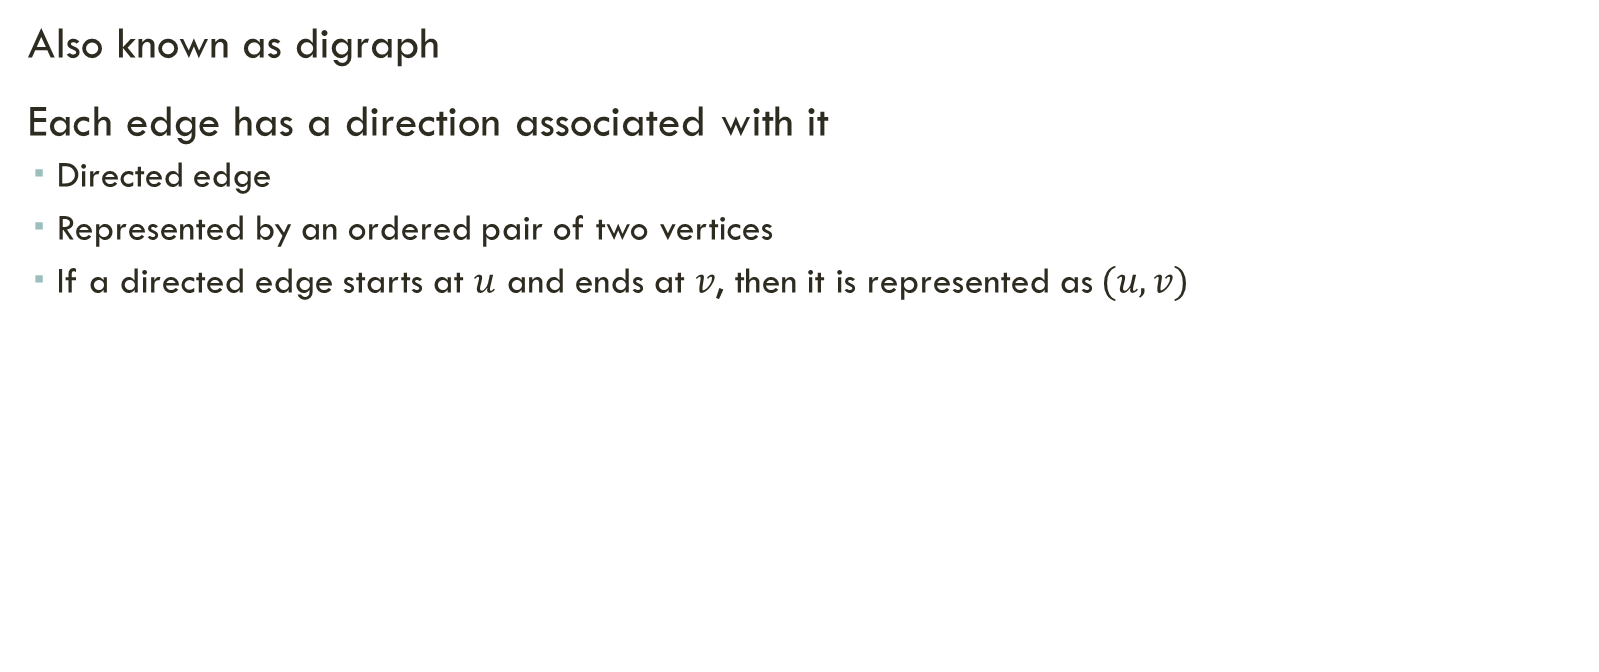 Also known as digraph
Each edge has a direction associated with it
▪ Directed edge
▪ Represented by an ordered pair of two vertices
▪ If a directed edge starts at 𝑢 and ends at 𝑣, then it is represented as (𝑢, 𝑣)